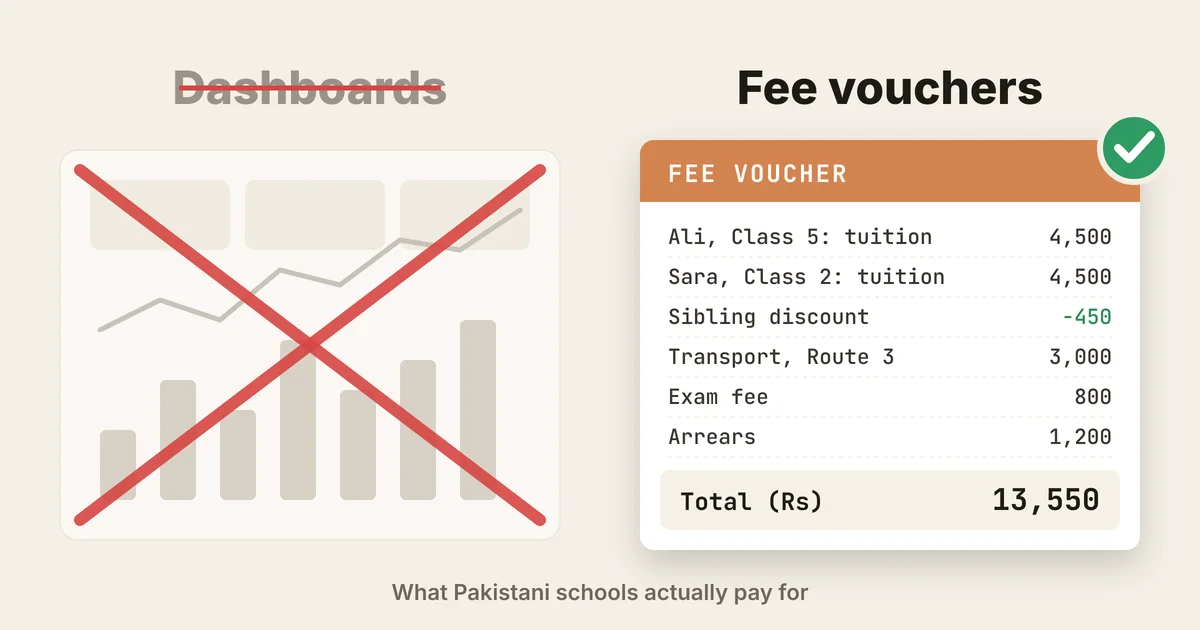 Dashboards
Fee vouchers
FEE VOUCHER
Ali, Class 5: tuition 4,500
Sara, Class 2: tuition 4,500
Sibling discount -450
Transport, Route 3 3,000
Exam fee 800
Arrears 1,200
Total (Rs) 13,550
What Pakistani schools actually pay for